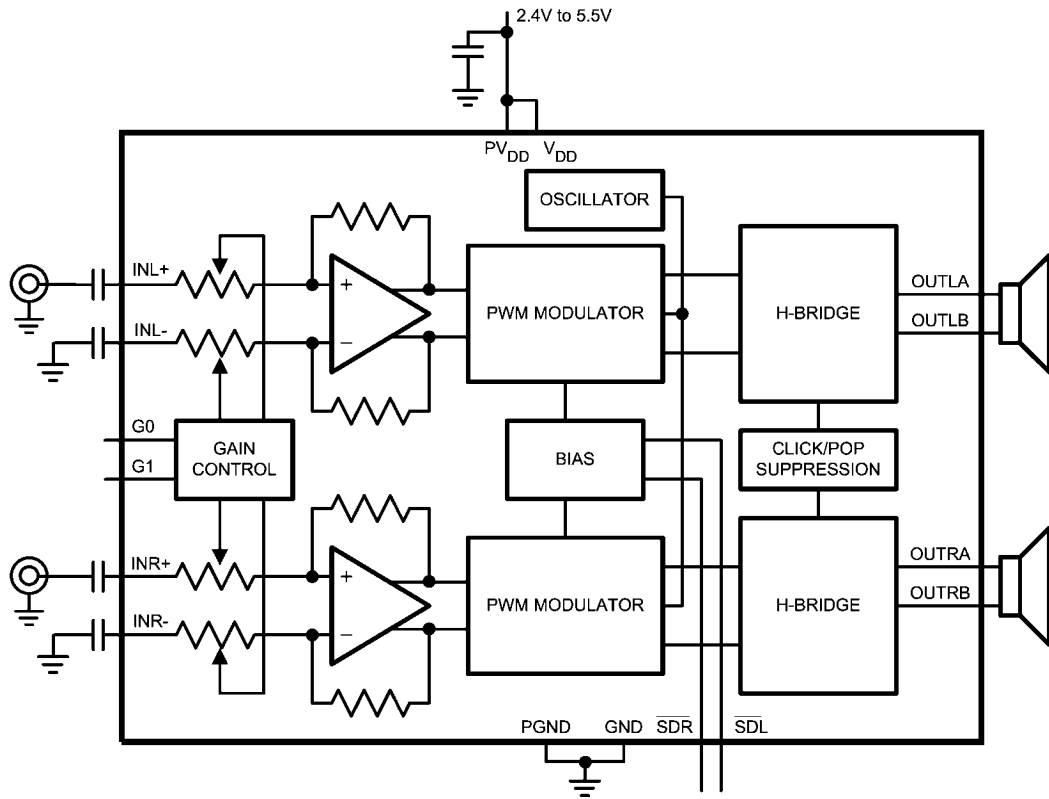 2.4V to 5.5V
PVDD VDD
OSCILLATOR
INL+
+
PWM MODULATOR
H-BRIDGE
OUTLA
INL-
−
OUTLB
G0
GAIN
CONTROL
G1
BIAS
CLICK/POP
SUPPRESSION
INR+
+
PWM MODULATOR
H-BRIDGE
OUTRA
INR-
−
OUTRB
PGND GND SDR SDL